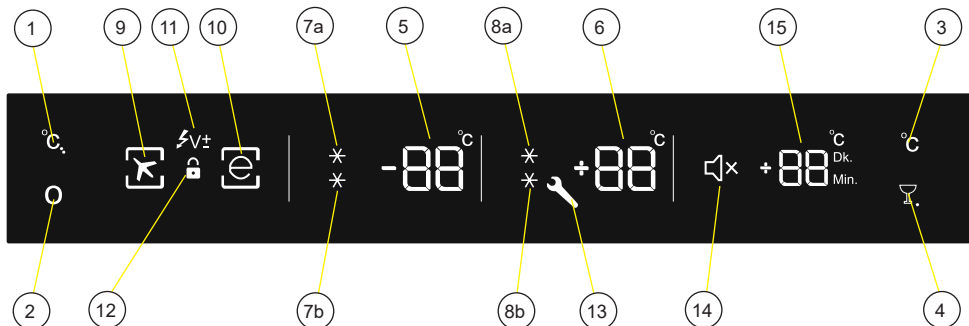 1 9 11 10 7a 5 8a 6 15 3
°C.. V± °C °C °C °C
e -88 +88 +88 Dk.
O Min.
2 12 7b 8b 13 14 4